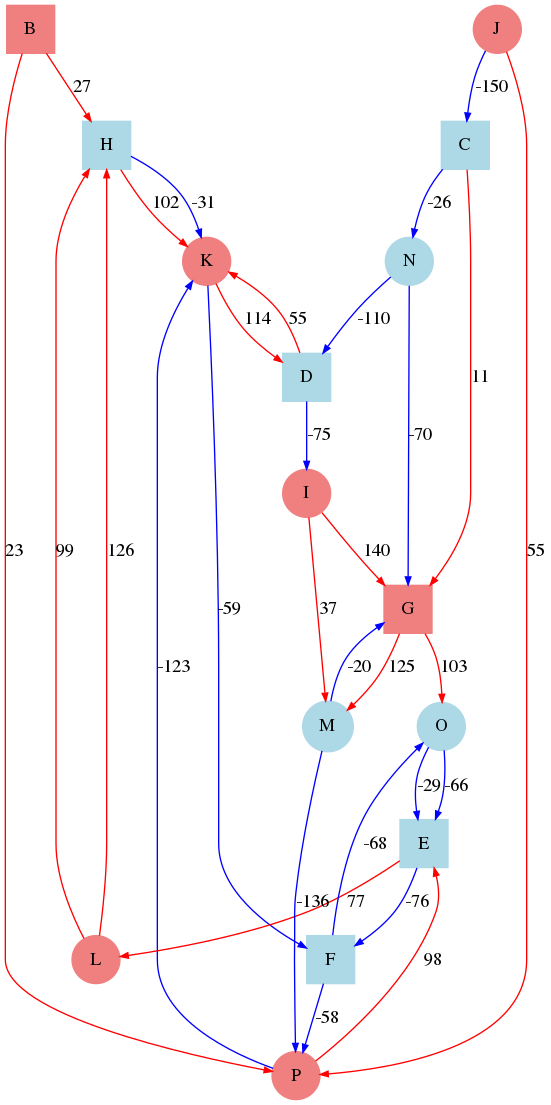 B J
27 -150
H C
102 -31 -26
K N
114 55 -110
D
-75 -70 11
I
23 99 126 140 55
-59 37 G
-123 -20 125 103
M O
-29 -66
-68 E
-136 77 -76
L F 98
-58
P